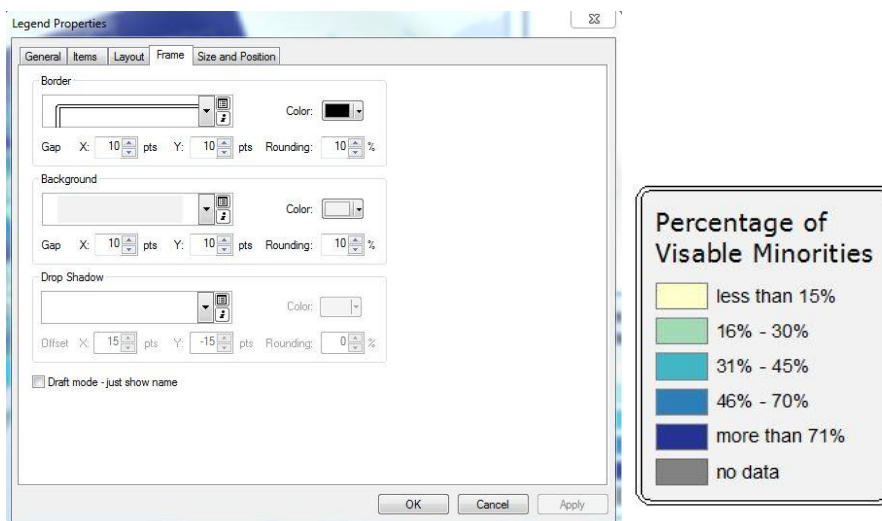 Legend Properties
General Items Layout Frame Size and Position
Border
Color:
Gap X: 10 pts Y: 10 pts Rounding: 10 %
Background
Color:
Gap X: 10 pts Y: 10 pts Rounding: 10 %
Drop Shadow
Color:
Offset X: 15 pts Y: -15 pts Rounding: 0 %
Draft mode - just show name
OK Cancel Apply
Percentage of
Visable Minorities
less than 15%
16% - 30%
31% - 45%
46% - 70%
more than 71%
no data